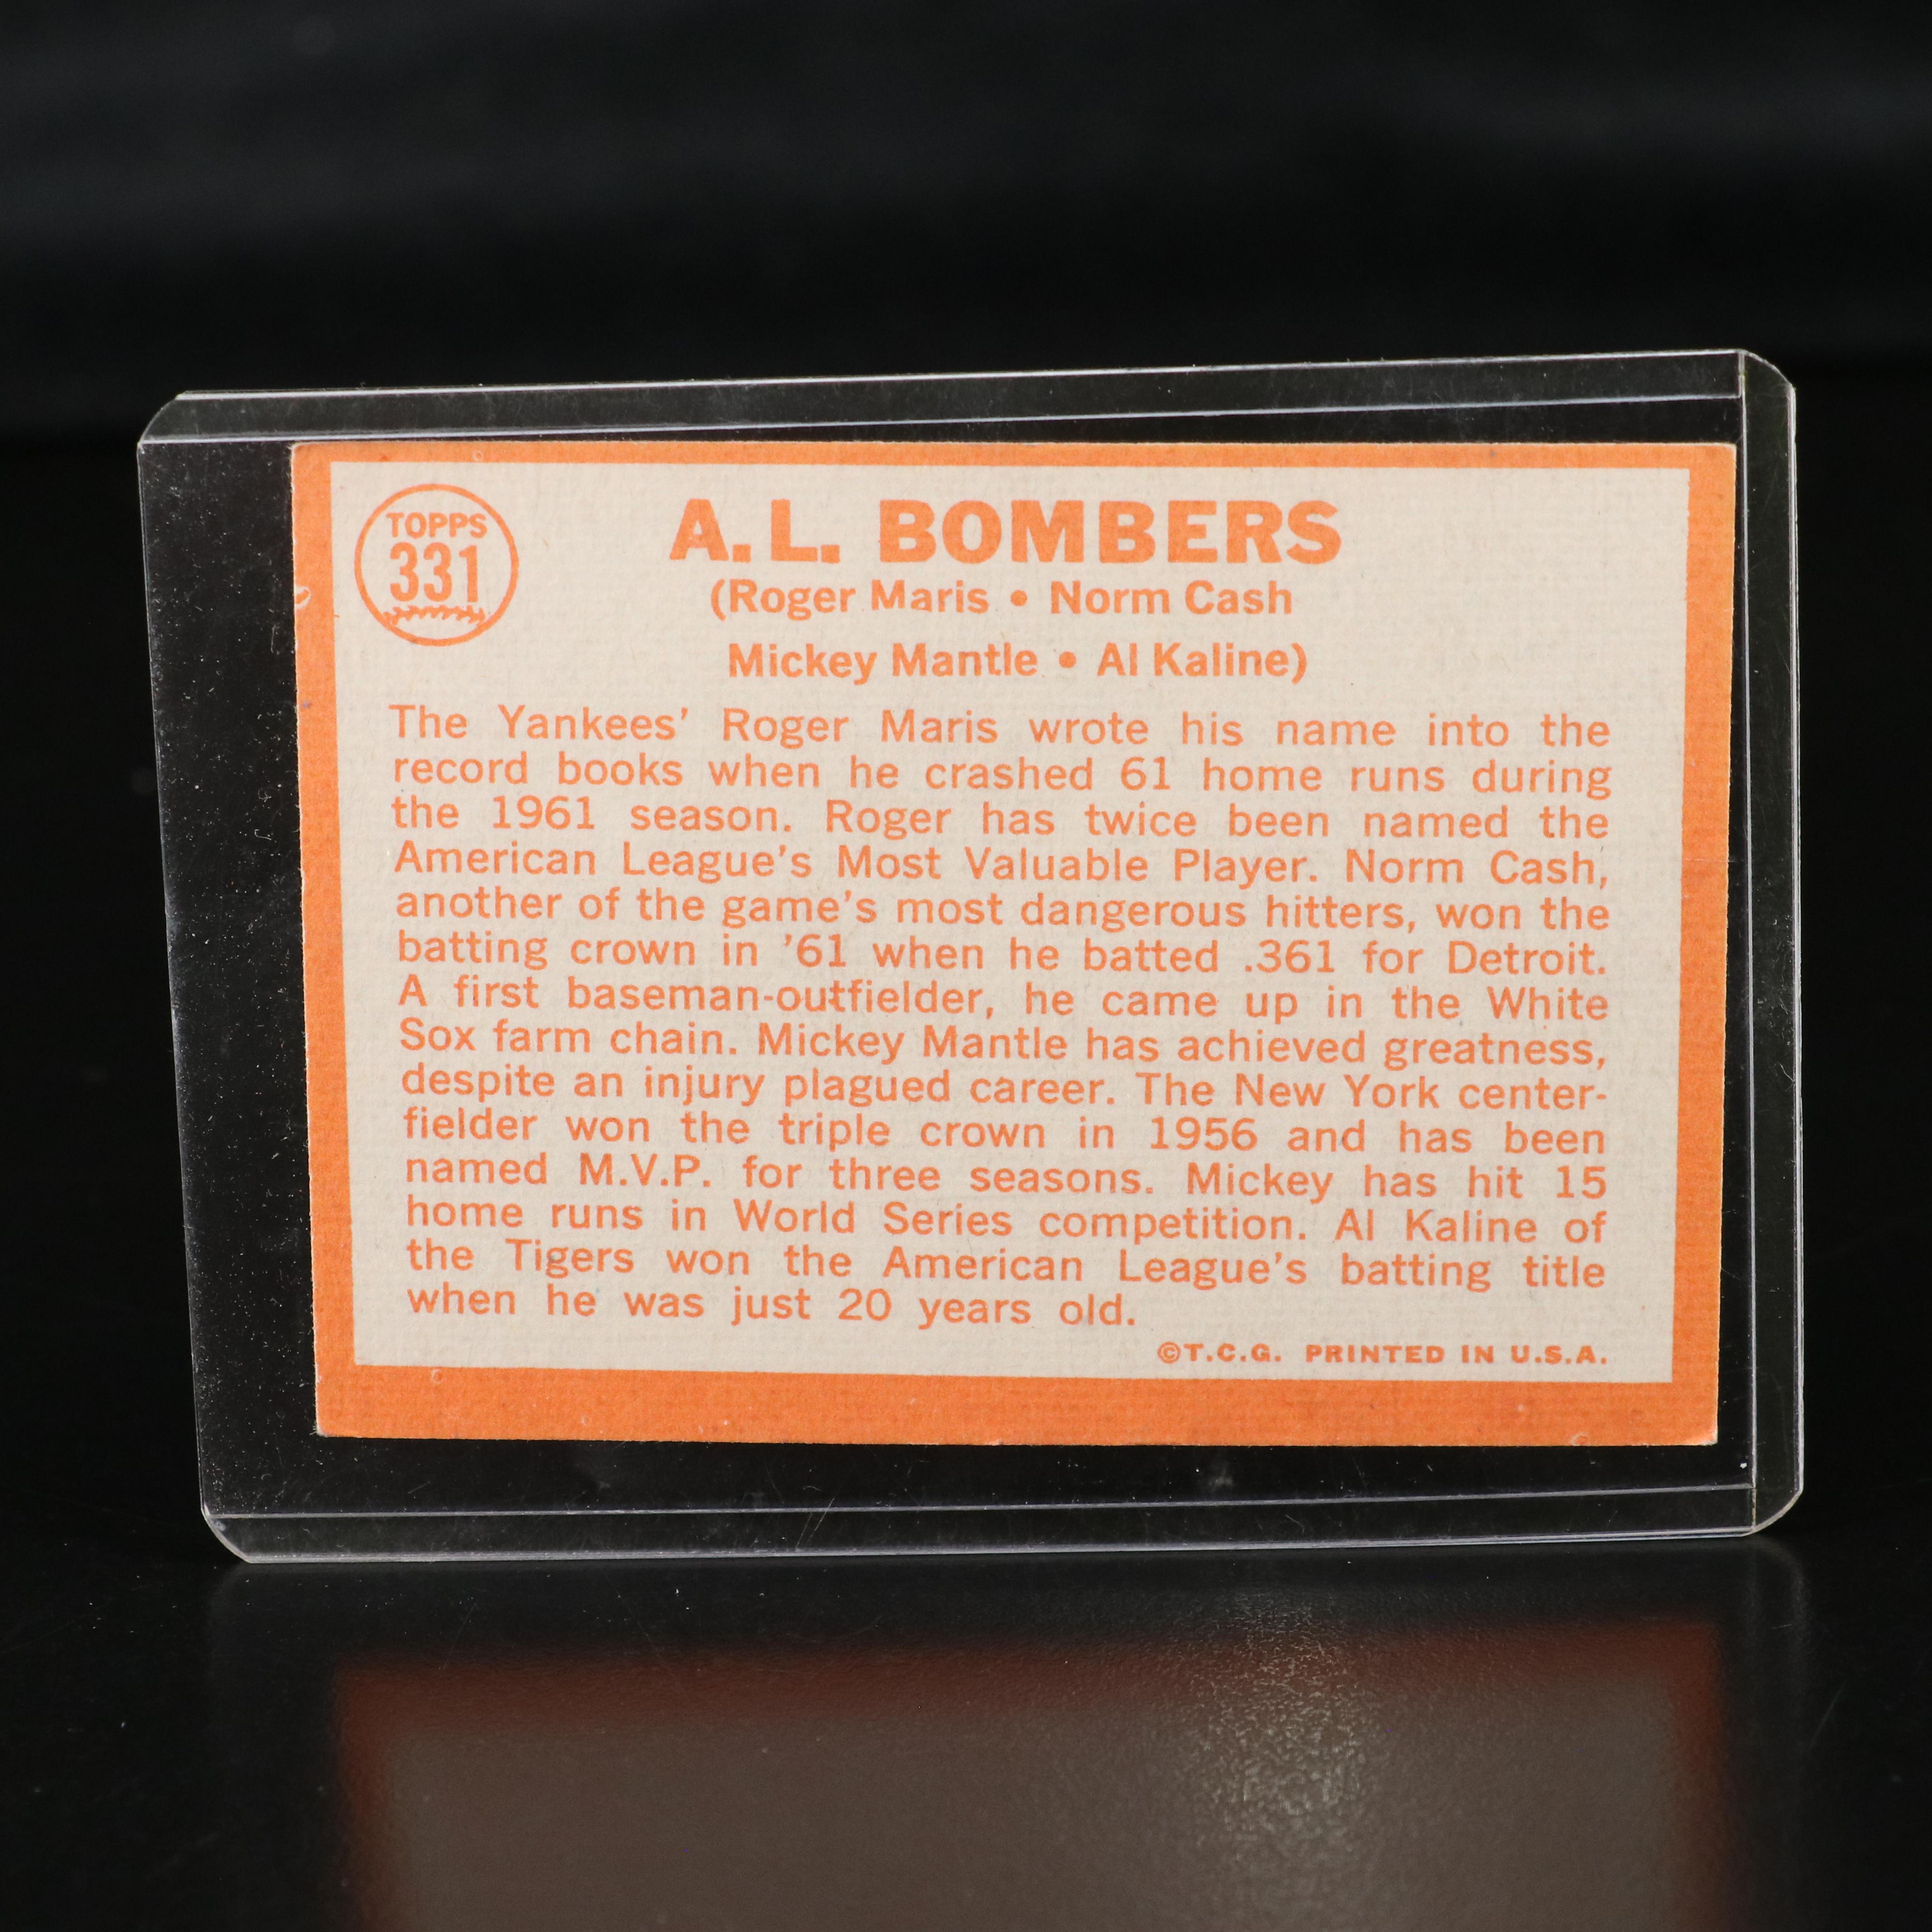 TOPPS
331
A.L. BOMBERS
(Roger Maris • Norm Cash
Mickey Mantle • Al Kaline)
The Yankees' Roger Maris wrote his name into the
record books when he crashed 61 home runs during
the 1961 season. Roger has twice been named the
American League's Most Valuable Player. Norm Cash,
another of the game's most dangerous hitters, won the
batting crown in '61 when he batted .361 for Detroit.
A first baseman-outfielder, he came up in the White
Sox farm chain. Mickey Mantle has achieved greatness,
despite an injury plagued career. The New York center-
fielder won the triple crown in 1956 and has been
named M.V.P. for three seasons. Mickey has hit 15
home runs in World Series competition. Al Kaline of
the Tigers won the American League's batting title
when he was just 20 years old.
©T.C.G. PRINTED IN U.S.A.